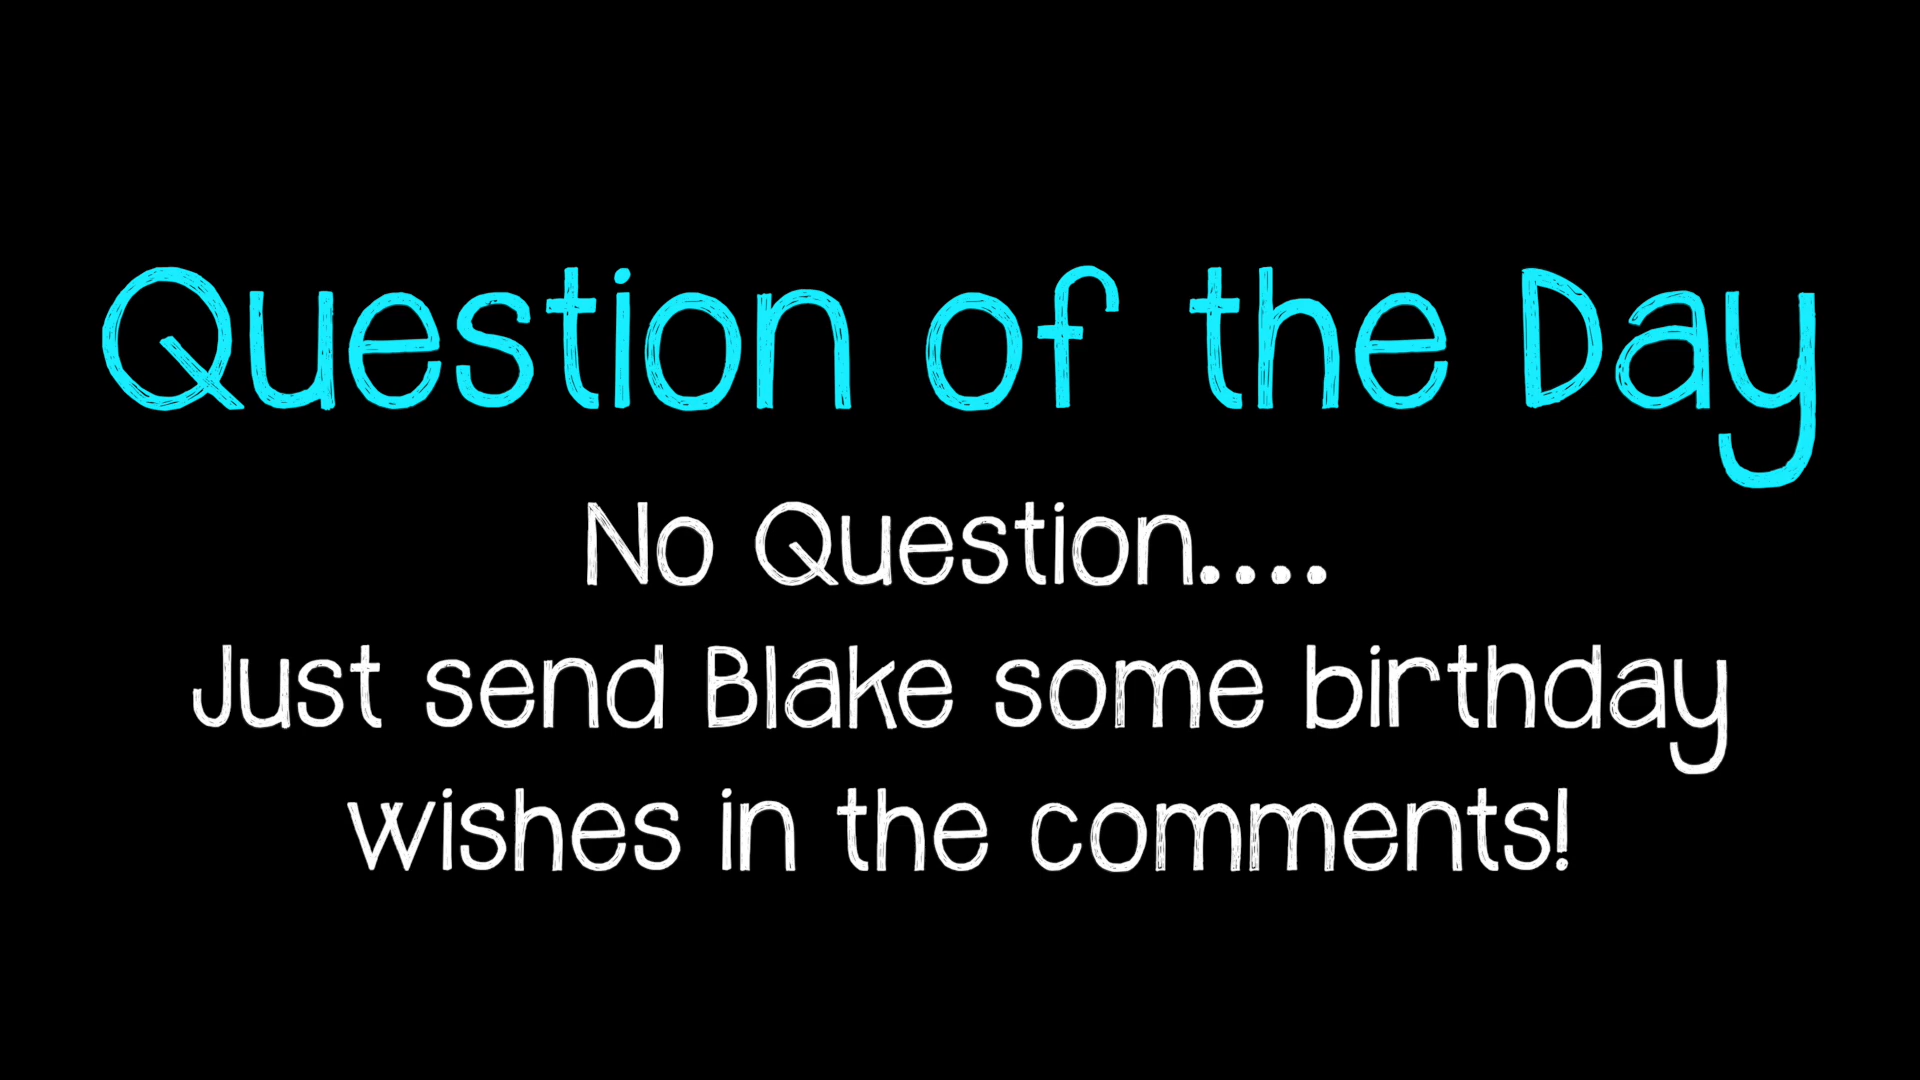 Question of the Day
No Question....
Just send Blake some birthday
wishes in the comments!